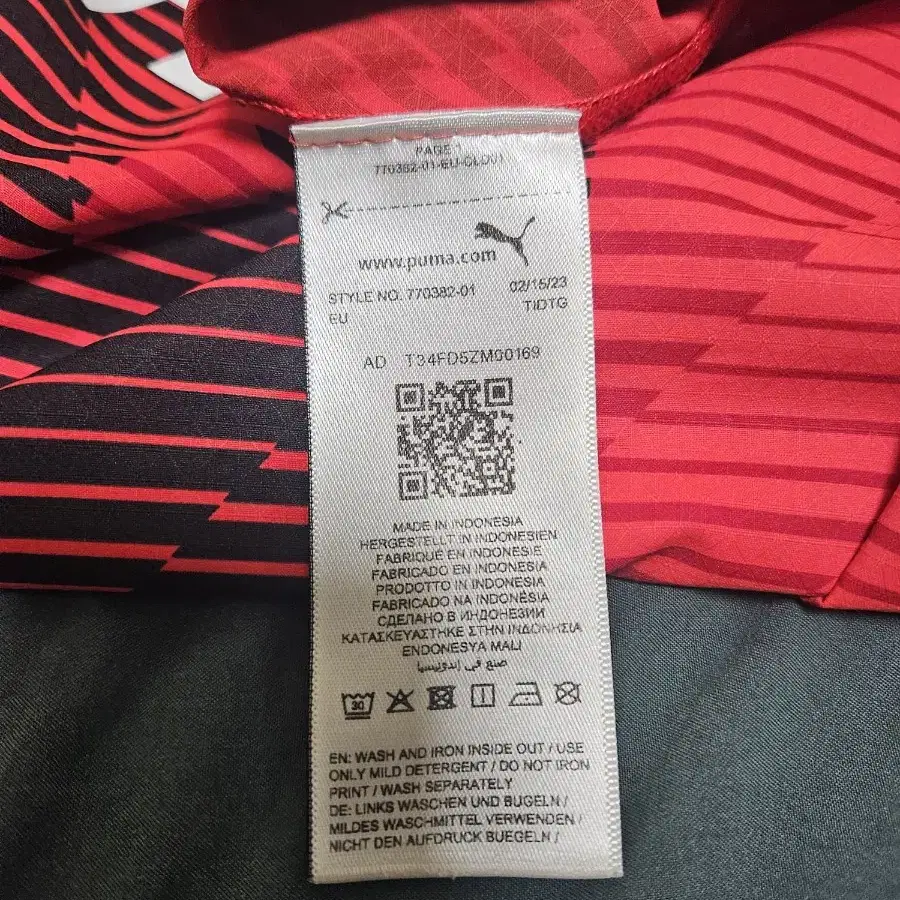 PAGE 1
770382-01-EU-CLO01
www.puma.com
STYLE NO. 770382-01 02/15/23
EU TIDTG
AD T34FD5ZM00169
MADE IN INDONESIA
HERGESTELLT IN INDONESIEN
FABRIQUÉ EN INDONESIE
FABRICADO EN INDONESIA
PRODOTTO IN INDONESIA
FABRICADO NA INDONÉSIA
СДЕЛАНО В ИНДОНЕЗИИ
ΚΑΤΑΣΚΕΥΑΣΤΗΚΕ ΣΤΗΝ ΙΝΔΟΝΗΣΙΑ
ENDONESYA MALI
صنع في إندونيسيا
30
EN: WASH AND IRON INSIDE OUT / USE
ONLY MILD DETERGENT / DO NOT IRON
PRINT / WASH SEPARATELY
DE: LINKS WASCHEN UND BÜGELN /
MILDES WASCHMITTEL VERWENDEN /
NICHT DEN AUFDRUCK BUEGELN /